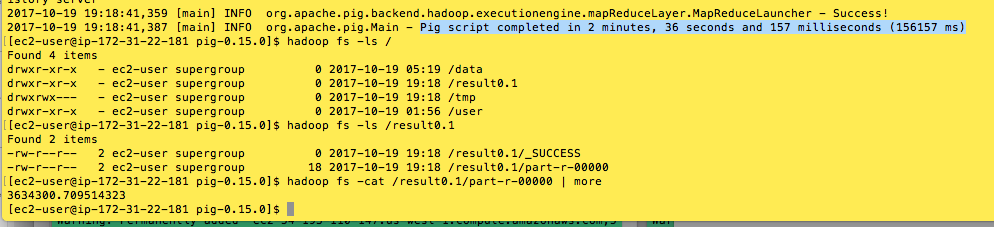 istory server
2017-10-19 19:18:41,359 [main] INFO  org.apache.pig.backend.hadoop.executionengine.mapReduceLayer.MapReduceLauncher - Success!
2017-10-19 19:18:41,387 [main] INFO  org.apache.pig.Main - Pig script completed in 2 minutes, 36 seconds and 157 milliseconds (156157 ms)
[[ec2-user@ip-172-31-22-181 pig-0.15.0]$ hadoop fs -ls /
Found 4 items
drwxr-xr-x   - ec2-user supergroup          0 2017-10-19 05:19 /data
drwxr-xr-x   - ec2-user supergroup          0 2017-10-19 19:18 /result0.1
drwxrwx---   - ec2-user supergroup          0 2017-10-19 19:18 /tmp
drwxr-xr-x   - ec2-user supergroup          0 2017-10-19 01:56 /user
[[ec2-user@ip-172-31-22-181 pig-0.15.0]$ hadoop fs -ls /result0.1
Found 2 items
-rw-r--r--   2 ec2-user supergroup          0 2017-10-19 19:18 /result0.1/_SUCCESS
-rw-r--r--   2 ec2-user supergroup         18 2017-10-19 19:18 /result0.1/part-r-00000
[[ec2-user@ip-172-31-22-181 pig-0.15.0]$ hadoop fs -cat /result0.1/part-r-00000 | more
3634300.709514323
[ec2-user@ip-172-31-22-181 pig-0.15.0]$